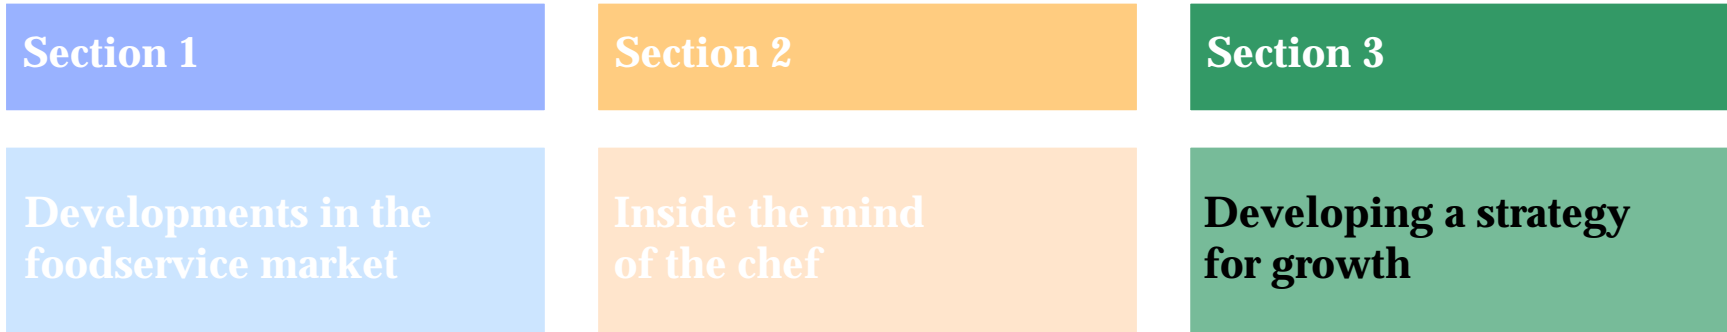 Section 1
Section 2
Section 3
Developments in the
foodservice market
Inside the mind
of the chef
Developing a strategy
for growth